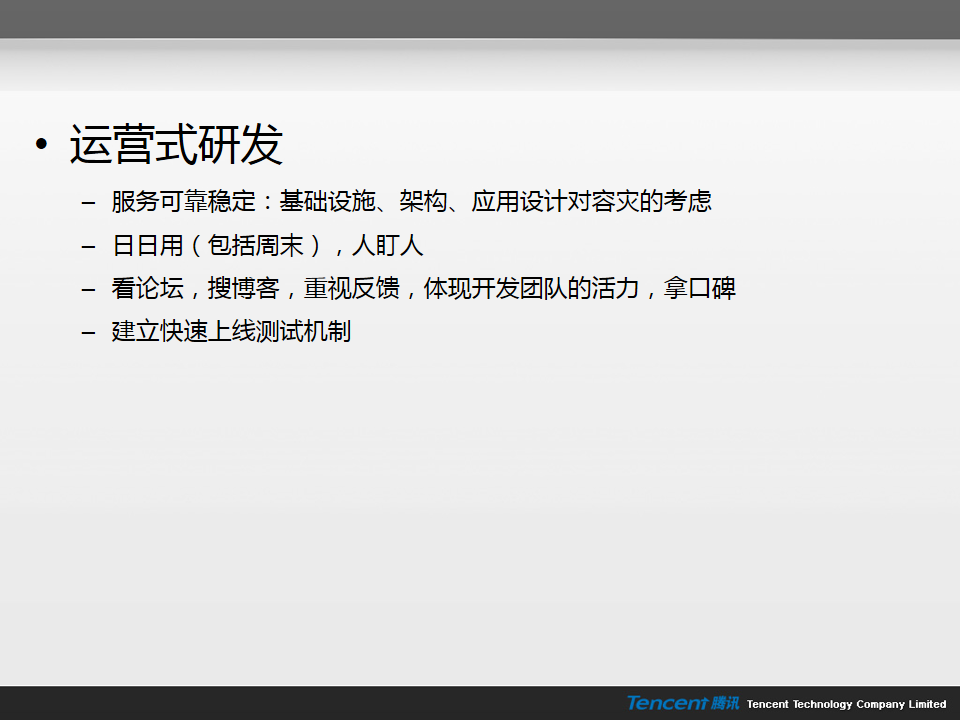 • 运营式研发
– 服务可靠稳定：基础设施、架构、应用设计对容灾的考虑
– 日日用（包括周末），人盯人
– 看论坛，搜博客，重视反馈，体现开发团队的活力，拿口碑
– 建立快速上线测试机制
Tencent 腾讯 Tencent Technology Company Limited